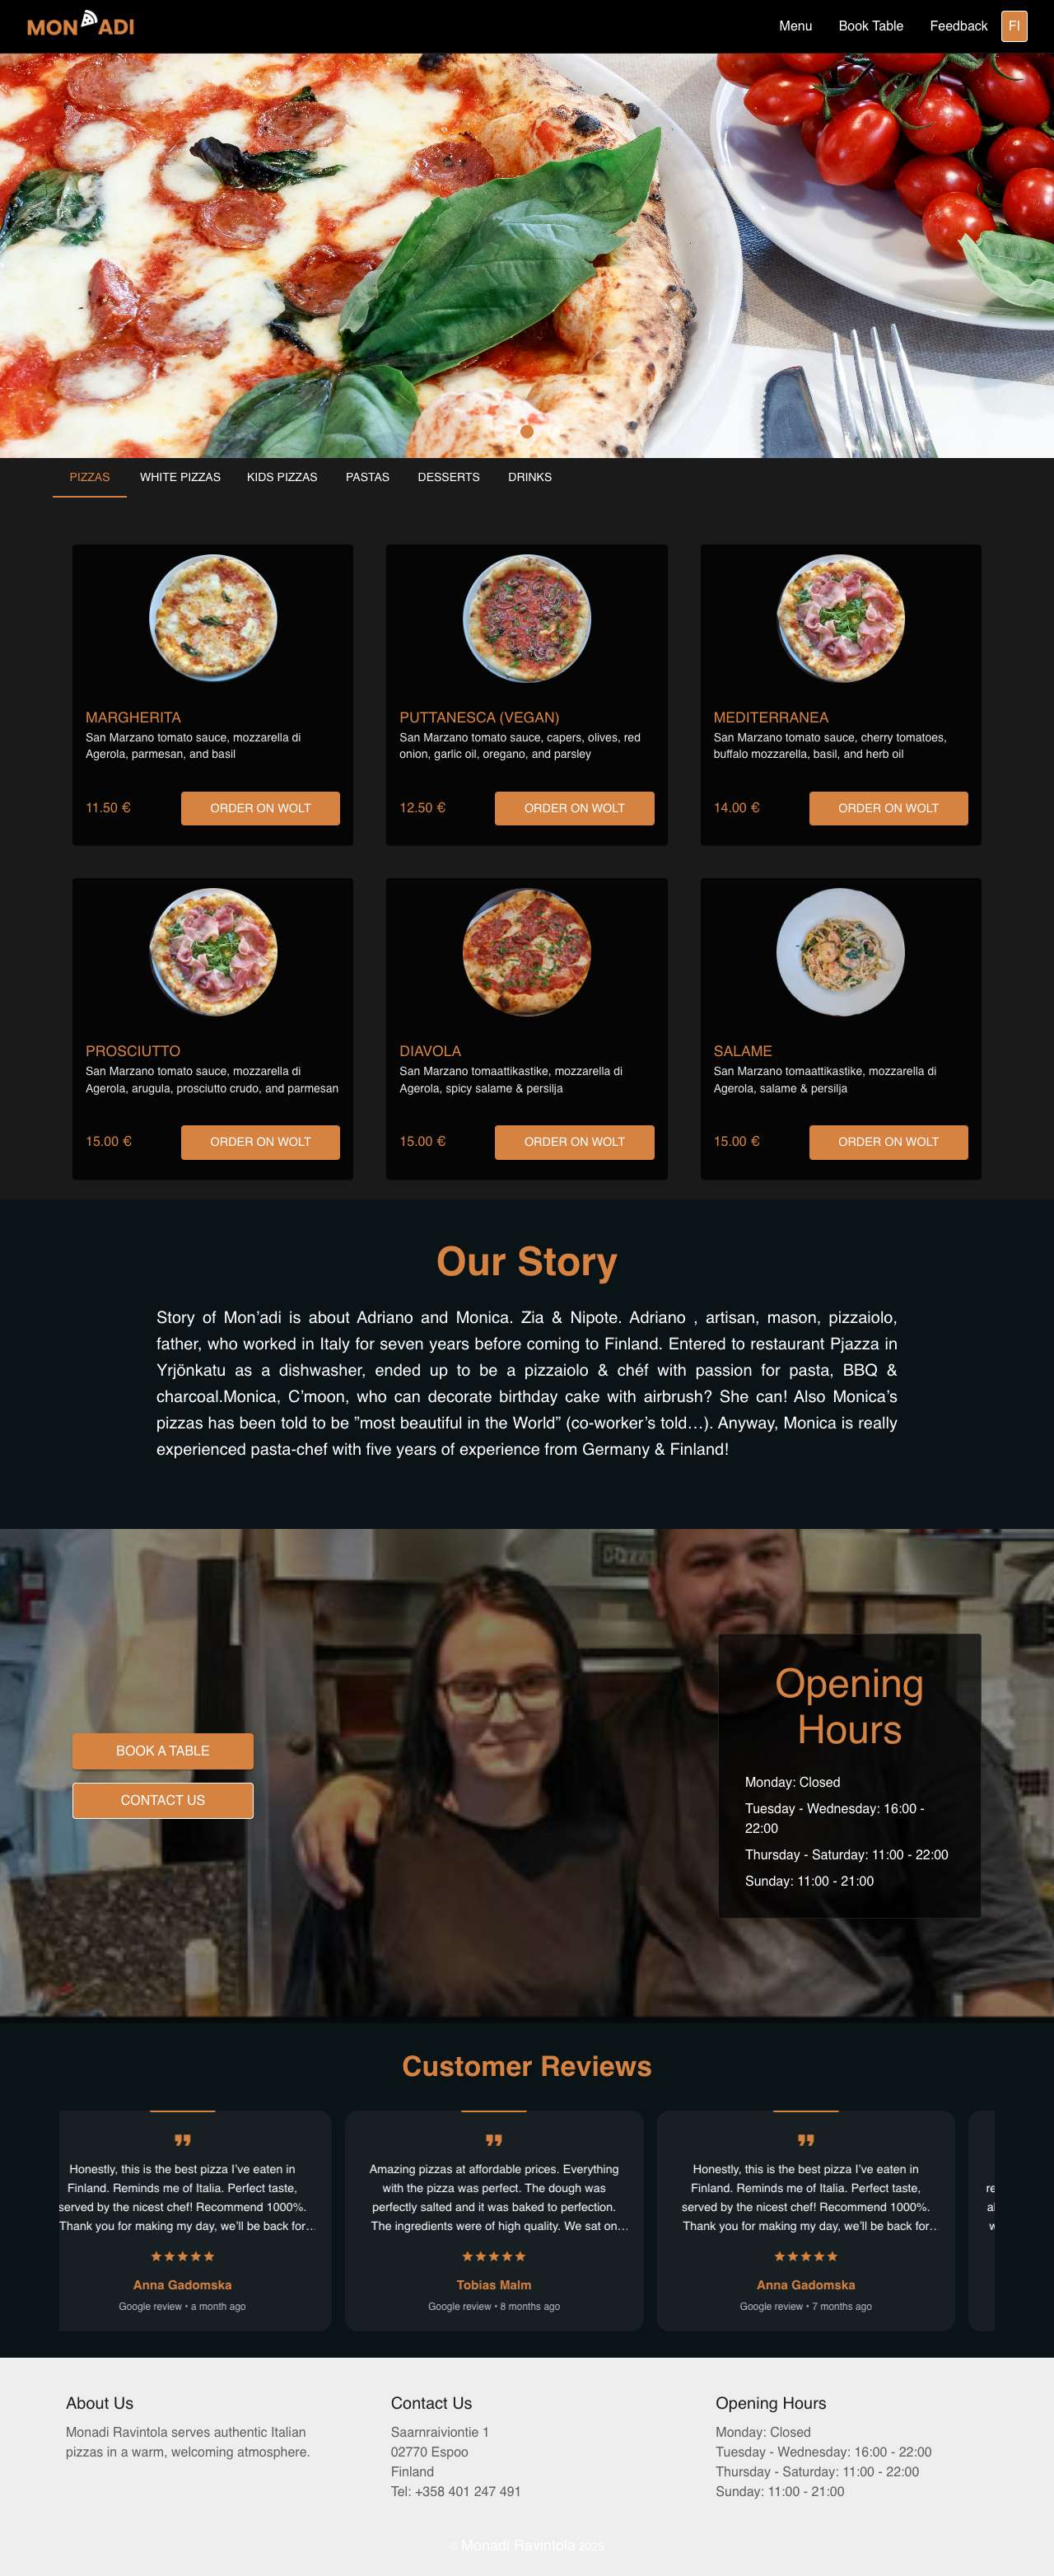 MON ADI
Menu Book Table Feedback FI
PIZZAS WHITE PIZZAS KIDS PIZZAS PASTAS DESSERTS DRINKS
MARGHERITA
San Marzano tomato sauce, mozzarella di
Agerola, parmesan, and basil
11.50 € ORDER ON WOLT
PUTTANESCA (VEGAN)
San Marzano tomato sauce, capers, olives, red
onion, garlic oil, oregano, and parsley
12.50 € ORDER ON WOLT
MEDITERRANEA
San Marzano tomato sauce, cherry tomatoes,
buffalo mozzarella, basil, and herb oil
14.00 € ORDER ON WOLT
PROSCIUTTO
San Marzano tomato sauce, mozzarella di
Agerola, arugula, prosciutto crudo, and parmesan
15.00 € ORDER ON WOLT
DIAVOLA
San Marzano tomaattikastike, mozzarella di
Agerola, spicy salame & persilja
15.00 € ORDER ON WOLT
SALAME
San Marzano tomaattikastike, mozzarella di
Agerola, salame & persilja
15.00 € ORDER ON WOLT
Our Story
Story of Mon’adi is about Adriano and Monica. Zia & Nipote. Adriano , artisan, mason, pizzaiolo,
father, who worked in Italy for seven years before coming to Finland. Entered to restaurant Pjazza in
Yrjönkatu as a dishwasher, ended up to be a pizzaiolo & chéf with passion for pasta, BBQ &
charcoal.Monica, C’moon, who can decorate birthday cake with airbrush? She can! Also Monica’s
pizzas has been told to be ”most beautiful in the World” (co-worker’s told…). Anyway, Monica is really
experienced pasta-chef with five years of experience from Germany & Finland!
BOOK A TABLE
CONTACT US
Opening
Hours
Monday: Closed
Tuesday - Wednesday: 16:00 -
22:00
Thursday - Saturday: 11:00 - 22:00
Sunday: 11:00 - 21:00
Customer Reviews
Honestly, this is the best pizza I’ve eaten in
Finland. Reminds me of Italia. Perfect taste,
served by the nicest chef! Recommend 1000%.
Thank you for making my day, we’ll be back for…
★★★★★
Anna Gadomska
Google review • a month ago
Amazing pizzas at affordable prices. Everything
with the pizza was perfect. The dough was
perfectly salted and it was baked to perfection.
The ingredients were of high quality. We sat on…
★★★★★
Tobias Malm
Google review • 8 months ago
Honestly, this is the best pizza I’ve eaten in
Finland. Reminds me of Italia. Perfect taste,
served by the nicest chef! Recommend 1000%.
Thank you for making my day, we’ll be back for…
★★★★★
Anna Gadomska
Google review • 7 months ago
About Us
Monadi Ravintola serves authentic Italian
pizzas in a warm, welcoming atmosphere.
Contact Us
Saarnraiviontie 1
02770 Espoo
Finland
Tel: +358 401 247 491
Opening Hours
Monday: Closed
Tuesday - Wednesday: 16:00 - 22:00
Thursday - Saturday: 11:00 - 22:00
Sunday: 11:00 - 21:00
© Monadi Ravintola 2025